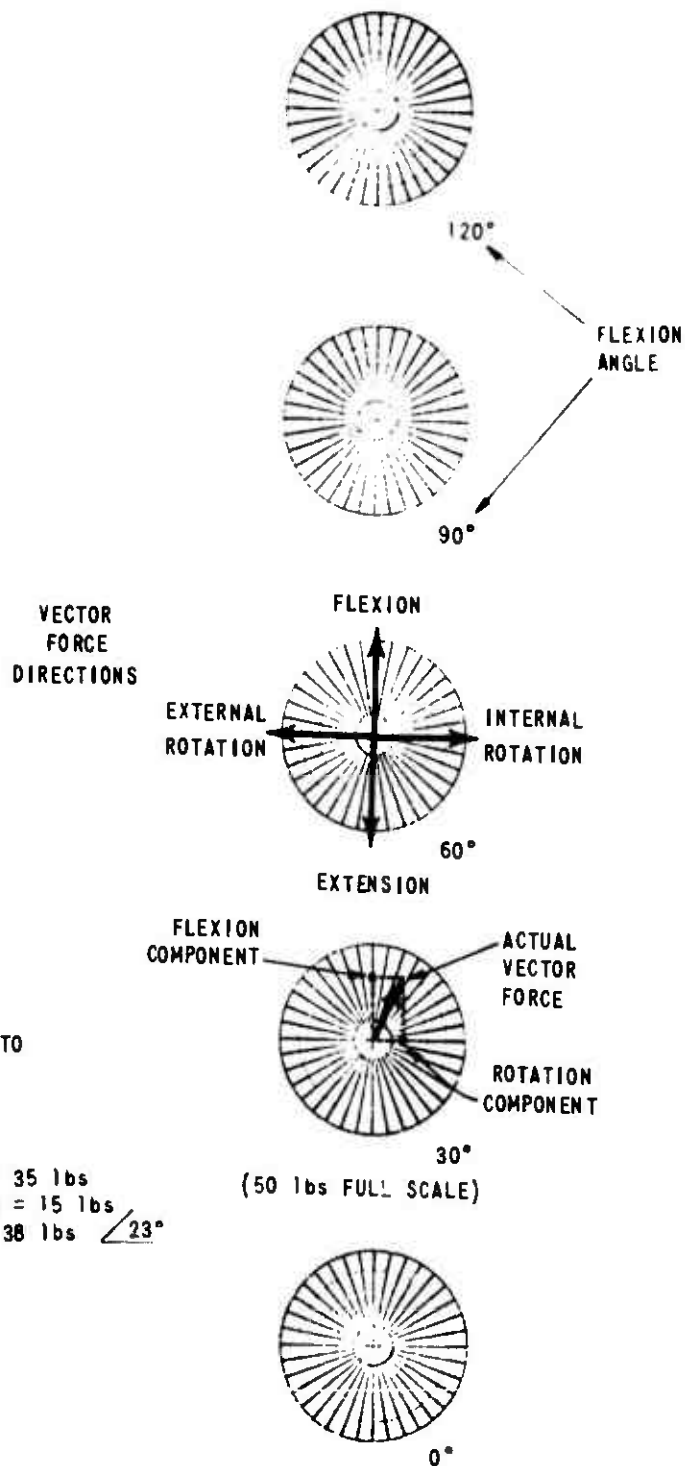 120°
FLEXION
ANGLE
90°
VECTOR
FORCE
DIRECTIONS
FLEXION
EXTERNAL
ROTATION
INTERNAL
ROTATION
60°
EXTENSION
FLEXION
COMPONENT
ACTUAL
VECTOR
FORCE
TO
ROTATION
COMPONENT
30°
(50 lbs FULL SCALE)
35 lbs
= 15 lbs
38 lbs 23°
0°